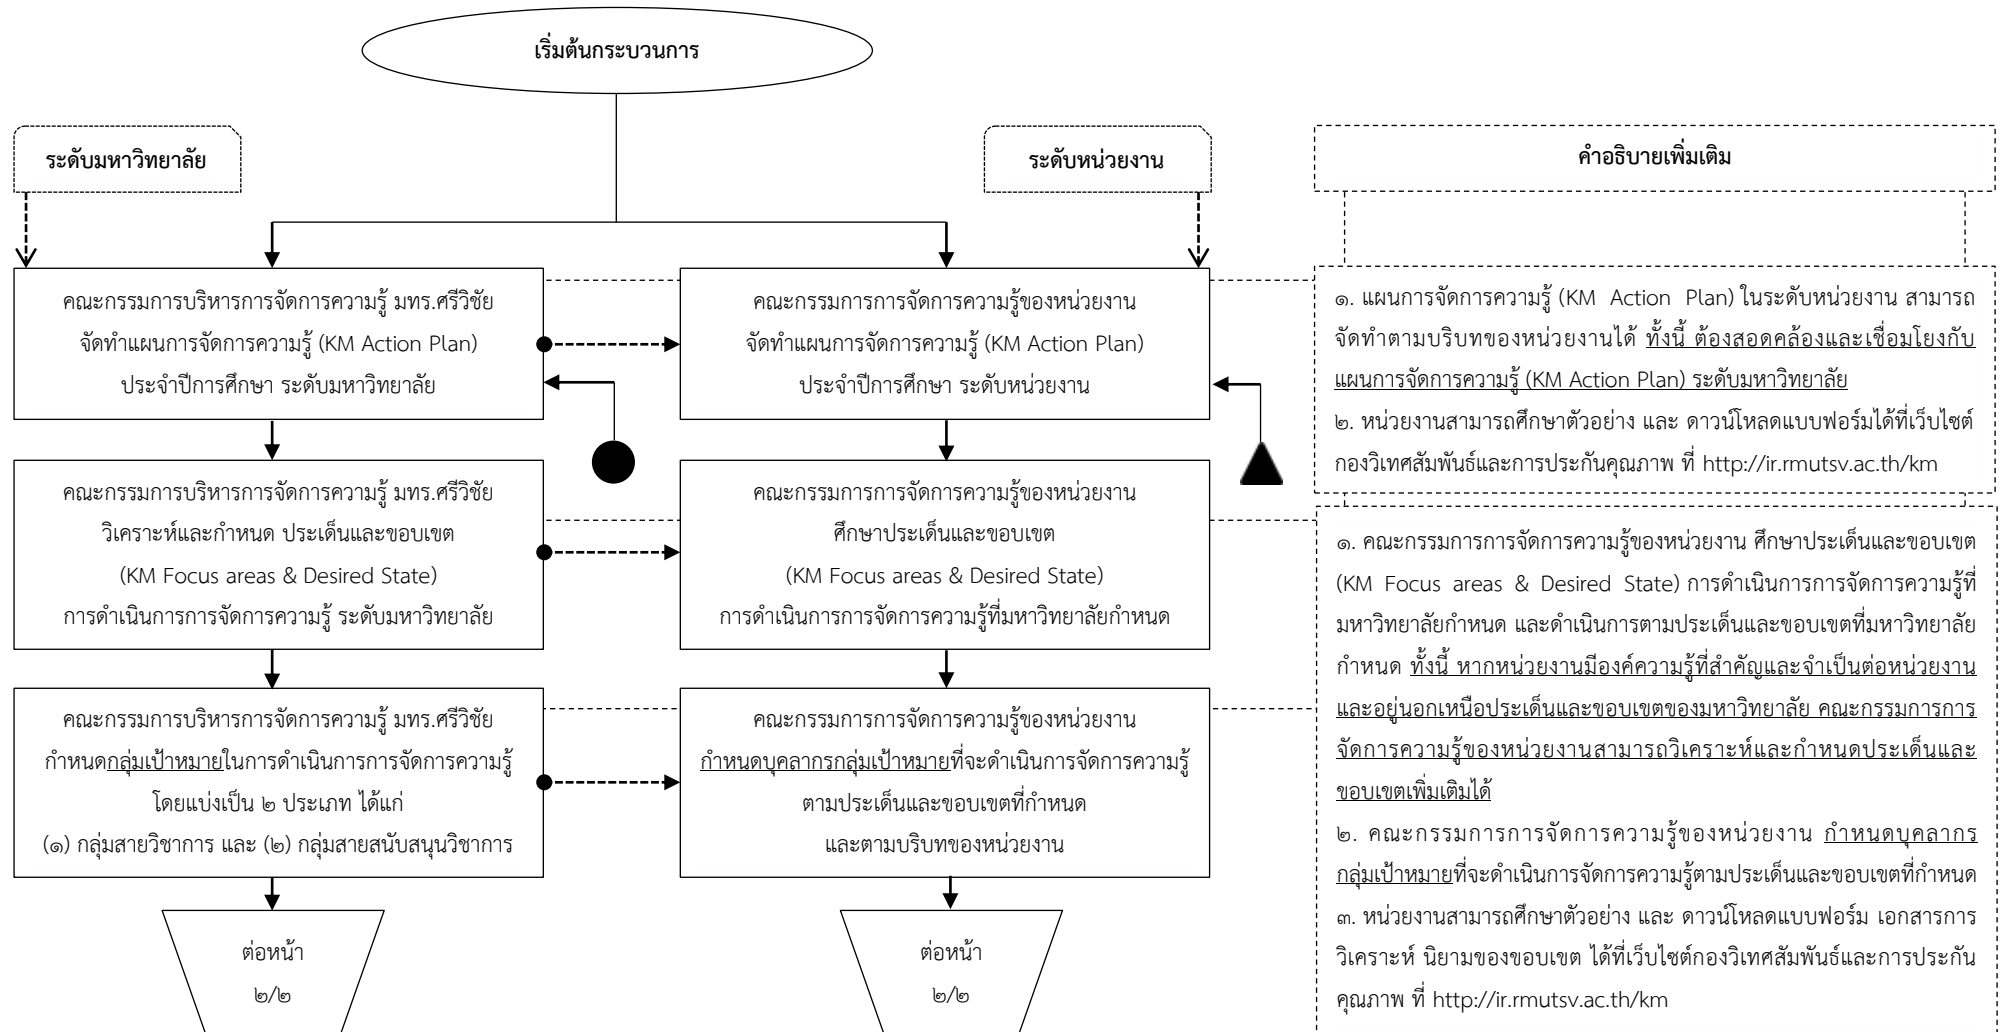 เริ่มต้นกระบวนการ
ระดับมหาวิทยาลัย
ระดับหน่วยงาน
คำอธิบายเพิ่มเติม
คณะกรรมการบริหารการจัดการความรู้ มทร.ศรีวิชัย
จัดทำแผนการจัดการความรู้ (KM Action Plan)
ประจำปีการศึกษา ระดับมหาวิทยาลัย
คณะกรรมการการจัดการความรู้ของหน่วยงาน
จัดทำแผนการจัดการความรู้ (KM Action Plan)
ประจำปีการศึกษา ระดับหน่วยงาน
๑. แผนการจัดการความรู้ (KM Action Plan) ในระดับหน่วยงาน สามารถ
จัดทำตามบริบทของหน่วยงานได้ ทั้งนี้ ต้องสอดคล้องและเชื่อมโยงกับ
แผนการจัดการความรู้ (KM Action Plan) ระดับมหาวิทยาลัย
๒. หน่วยงานสามารถศึกษาตัวอย่าง และ ดาวน์โหลดแบบฟอร์มได้ที่เว็บไซต์
กองวิเทศสัมพันธ์และการประกันคุณภาพ ที่ http://ir.rmutsv.ac.th/km
คณะกรรมการบริหารการจัดการความรู้ มทร.ศรีวิชัย
วิเคราะห์และกำหนด ประเด็นและขอบเขต
(KM Focus areas & Desired State)
การดำเนินการการจัดการความรู้ ระดับมหาวิทยาลัย
คณะกรรมการการจัดการความรู้ของหน่วยงาน
ศึกษาประเด็นและขอบเขต
(KM Focus areas & Desired State)
การดำเนินการการจัดการความรู้ที่มหาวิทยาลัยกำหนด
๑. คณะกรรมการการจัดการความรู้ของหน่วยงาน ศึกษาประเด็นและขอบเขต
(KM Focus areas & Desired State) การดำเนินการการจัดการความรู้ที่
มหาวิทยาลัยกำหนด และดำเนินการตามประเด็นและขอบเขตที่มหาวิทยาลัย
กำหนด ทั้งนี้ หากหน่วยงานมีองค์ความรู้ที่สำคัญและจำเป็นต่อหน่วยงาน
และอยู่นอกเหนือประเด็นและขอบเขตของมหาวิทยาลัย คณะกรรมการการ
จัดการความรู้ของหน่วยงานสามารถวิเคราะห์และกำหนดประเด็นและ
ขอบเขตเพิ่มเติมได้
๒. คณะกรรมการการจัดการความรู้ของหน่วยงาน กำหนดบุคลากร
กลุ่มเป้าหมายที่จะดำเนินการจัดการความรู้ตามประเด็นและขอบเขตที่กำหนด
๓. หน่วยงานสามารถศึกษาตัวอย่าง และ ดาวน์โหลดแบบฟอร์ม เอกสารการ
วิเคราะห์ นิยามของขอบเขต ได้ที่เว็บไซต์กองวิเทศสัมพันธ์และการประกัน
คุณภาพ ที่ http://ir.rmutsv.ac.th/km
คณะกรรมการบริหารการจัดการความรู้ มทร.ศรีวิชัย
กำหนดกลุ่มเป้าหมายในการดำเนินการการจัดการความรู้
โดยแบ่งเป็น ๒ ประเภท ได้แก่
(๑) กลุ่มสายวิชาการ และ (๒) กลุ่มสายสนับสนุนวิชาการ
คณะกรรมการการจัดการความรู้ของหน่วยงาน
กำหนดบุคลากรกลุ่มเป้าหมายที่จะดำเนินการจัดการความรู้
ตามประเด็นและขอบเขตที่กำหนด
และตามบริบทของหน่วยงาน
ต่อหน้า
๒/๒
ต่อหน้า
๒/๒